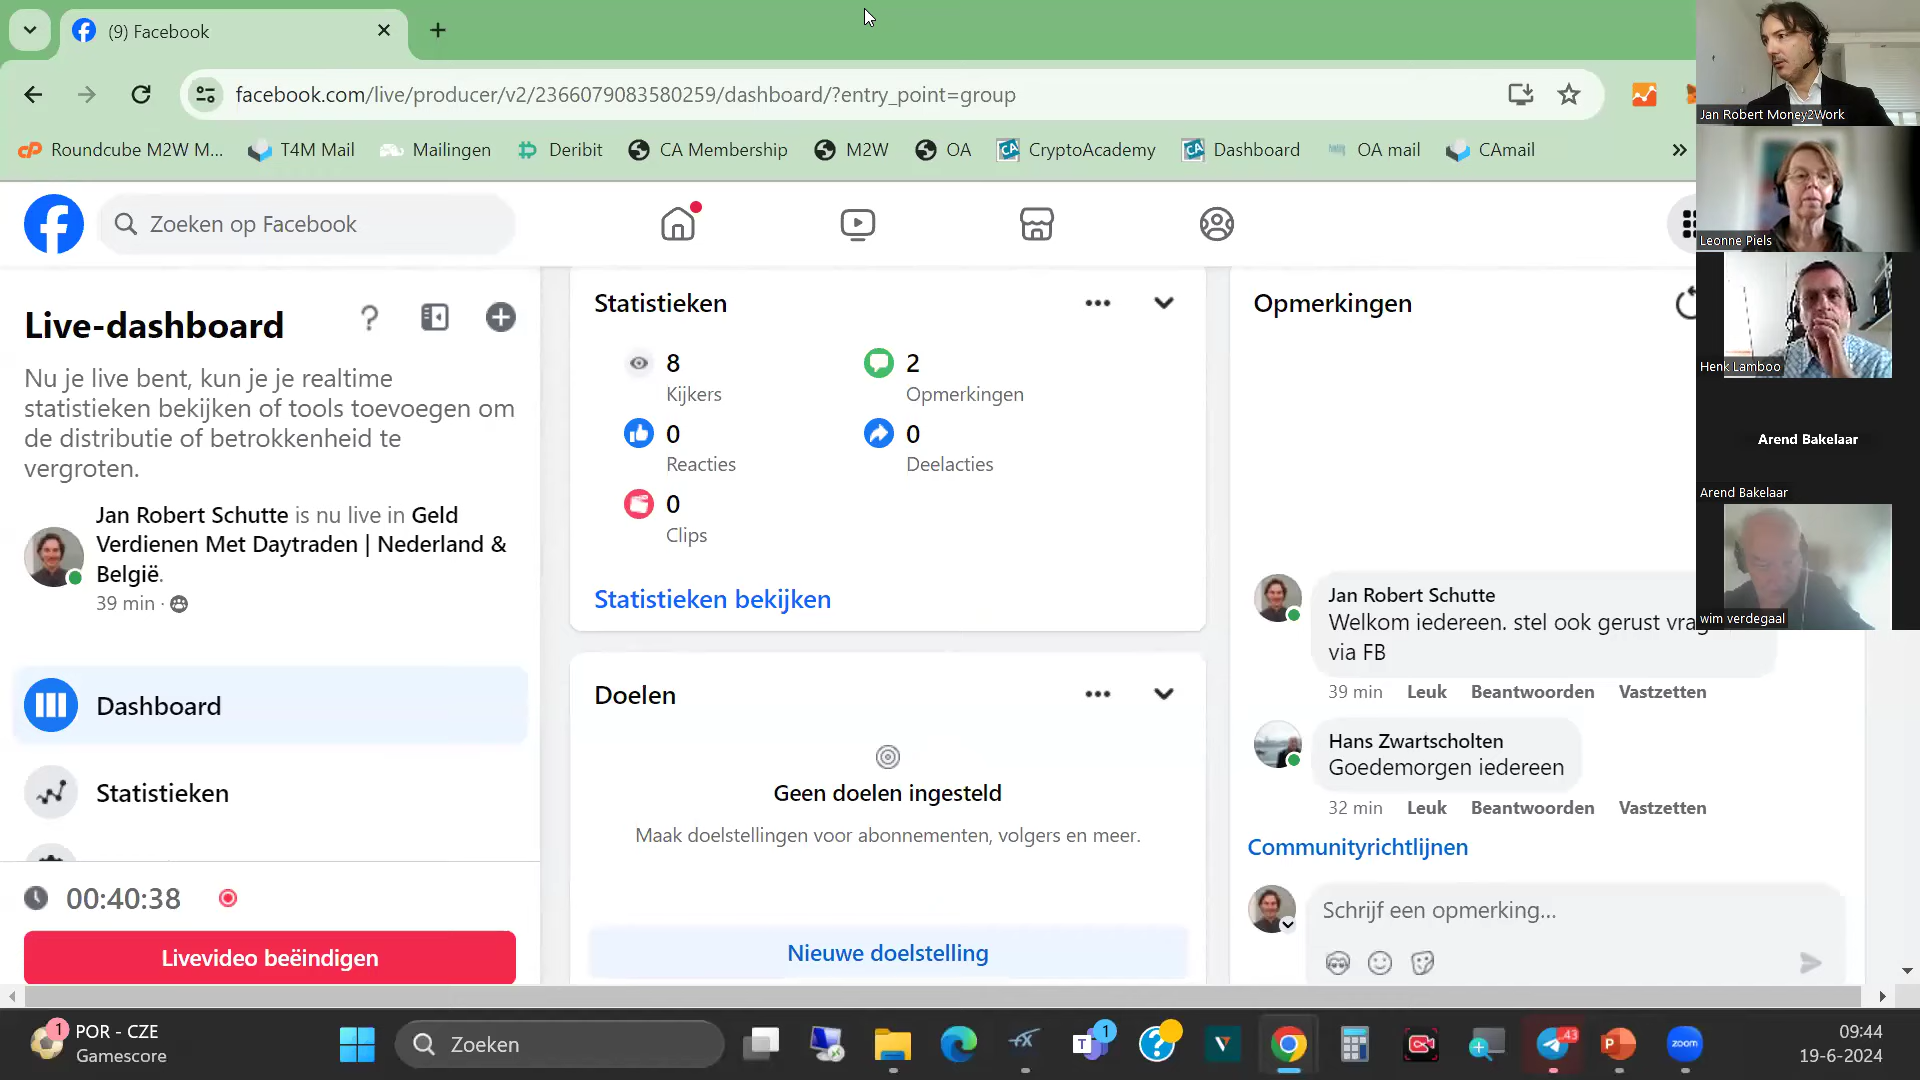 (9) Facebook
facebook.com/live/producer/v2/2366079083580259/dashboard/?entry_point=group
Roundcube M2W M...
T4M Mail
Mailingen
Deribit
CA Membership
M2W
OA
CryptoAcademy
Dashboard
OA mail
CAmail
Zoeken op Facebook
Live-dashboard
Nu je live bent, kun je je realtime
statistieken bekijken of tools toevoegen om
de distributie of betrokkenheid te
vergroten.
Jan Robert Schutte is nu live in Geld
Verdienen Met Daytraden | Nederland &
België.
39 min ·
Dashboard
Statistieken
00:40:38
Livevideo beëindigen
Statistieken
8
Kijkers
2
Opmerkingen
0
Reacties
0
Deelacties
0
Clips
Statistieken bekijken
Doelen
Geen doelen ingesteld
Maak doelstellingen voor abonnementen, volgers en meer.
Nieuwe doelstelling
Opmerkingen
Jan Robert Schutte
Welkom iedereen. stel ook gerust
via FB
39 min Leuk Beantwoorden Vastzetten
Hans Zwartscholten
Goedemorgen iedereen
32 min Leuk Beantwoorden Vastzetten
Communityrichtlijnen
Schrijf een opmerking...
Jan Robert Money2Work
Leonne Piels
Henk Lamboo
Arend Bakelaar
Arend Bakelaar
wim verdegaal
1
POR - CZE
Gamescore
Zoeken
1
43
zoom
09:44
19-6-2024